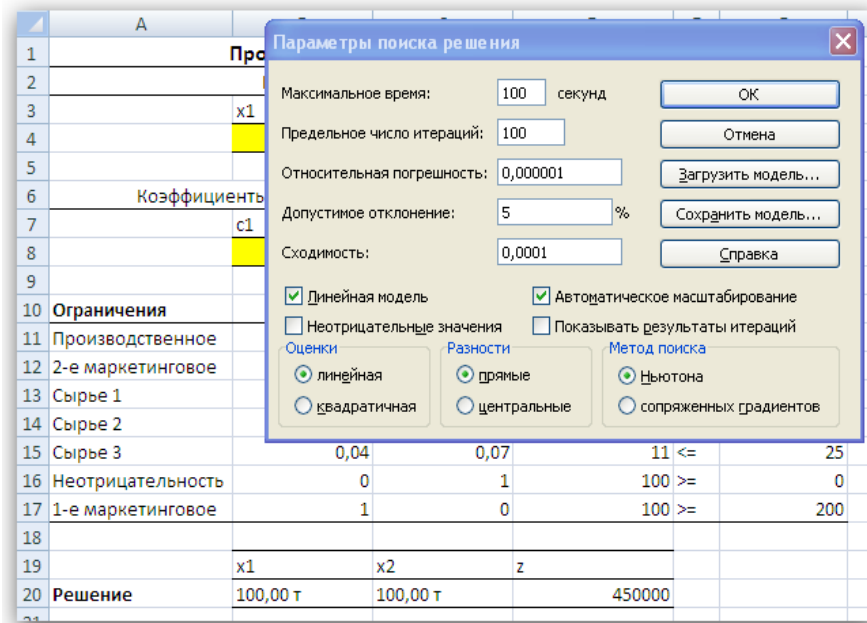 A
1 Про
Параметры поиска решения
2
3 x1
Максимальное время: 100 секунд
OK
4
Предельное число итераций: 100
Отмена
5
Относительная погрешность: 0,000001
Загрузить модель...
6 Коэффициенты
Допустимое отклонение: 5 %
Сохранить модель...
7 c1
8
Сходимость: 0,0001
Справка
9
Линейная модель
Автоматическое масштабирование
10 Ограничения
Неотрицательные значения
Показывать результаты итераций
11 Производственное
Оценки
Разности
Метод поиска
12 2-е маркетинговое
линейная
прямые
Ньютона
13 Сырье 1
квадратичная
центральные
сопряженных градиентов
14 Сырье 2
15 Сырье 3 0,04 0,07 11 <= 25
16 Неотрицательность 0 1 100 >= 0
17 1-е маркетинговое 1 0 100 >= 200
18
19 x1 x2 z
20 Решение 100,00 т 100,00 т 450000